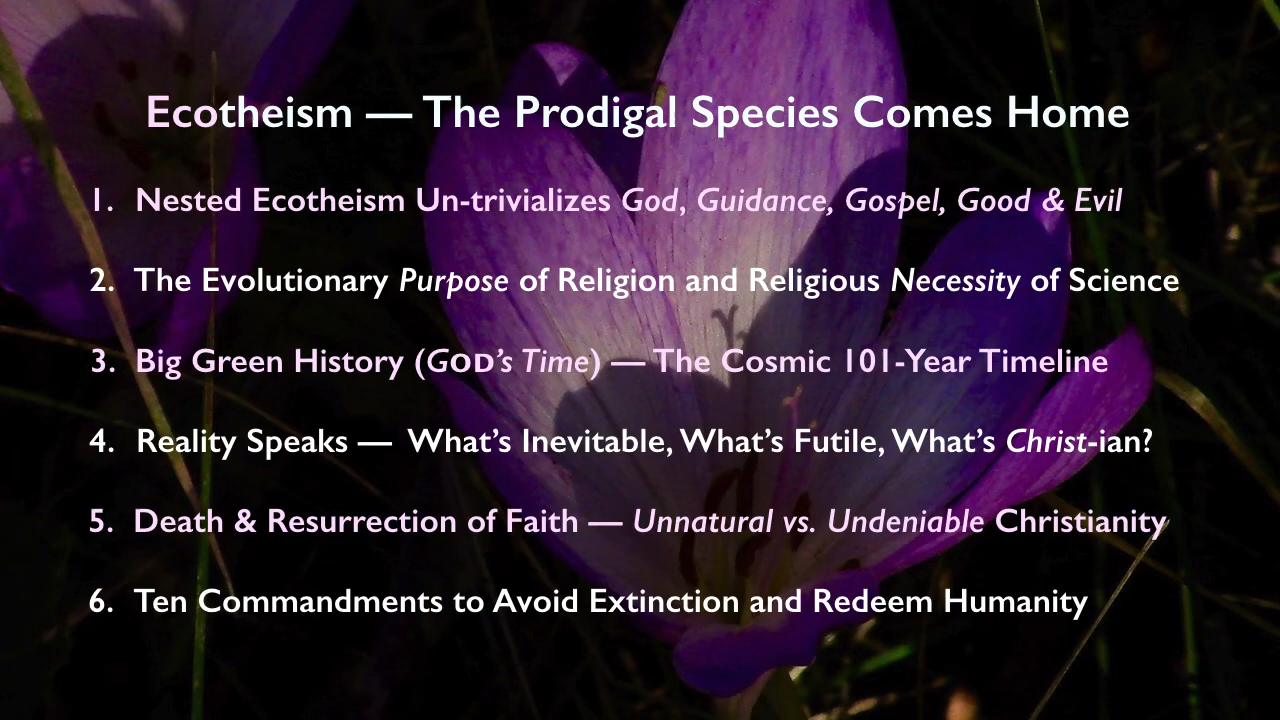 Ecotheism — The Prodigal Species Comes Home
1. Nested Ecotheism Un-trivializes God, Guidance, Gospel, Good & Evil
2. The Evolutionary Purpose of Religion and Religious Necessity of Science
3. Big Green History (GOD’s Time) — The Cosmic 101-Year Timeline
4. Reality Speaks — What’s Inevitable, What’s Futile, What’s Christ-ian?
5. Death & Resurrection of Faith — Unnatural vs. Undeniable Christianity
6. Ten Commandments to Avoid Extinction and Redeem Humanity